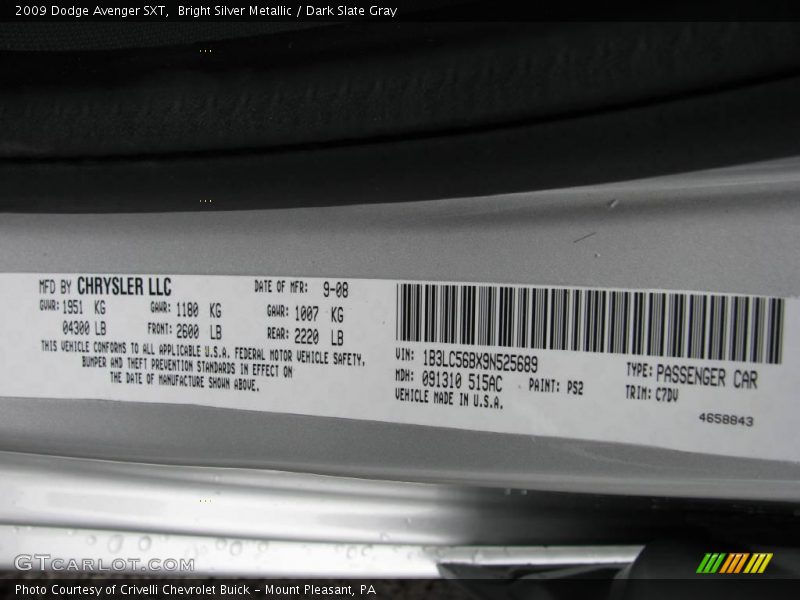 2009 Dodge Avenger SXT,  Bright Silver Metallic / Dark Slate Gray
MFD BY CHRYSLER LLC DATE OF MFR: 9-08
GVWR: 1951 KG GAWR: 1180 KG GAWR: 1007 KG
04300 LB FRONT: 2600 LB REAR: 2220 LB
THIS VEHICLE CONFORMS TO ALL APPLICABLE U.S.A. FEDERAL MOTOR VEHICLE SAFETY,
BUMPER AND THEFT PREVENTION STANDARDS IN EFFECT ON
THE DATE OF MANUFACTURE SHOWN ABOVE.
VIN: 1B3LC56BX9N525689 TYPE: PASSENGER CAR
MDH: 091310 515AC PAINT: PS2 TRIM: C7DV
VEHICLE MADE IN U.S.A.
4658843
GTcarlot.com
Photo Courtesy of Crivelli Chevrolet Buick - Mount Pleasant, PA